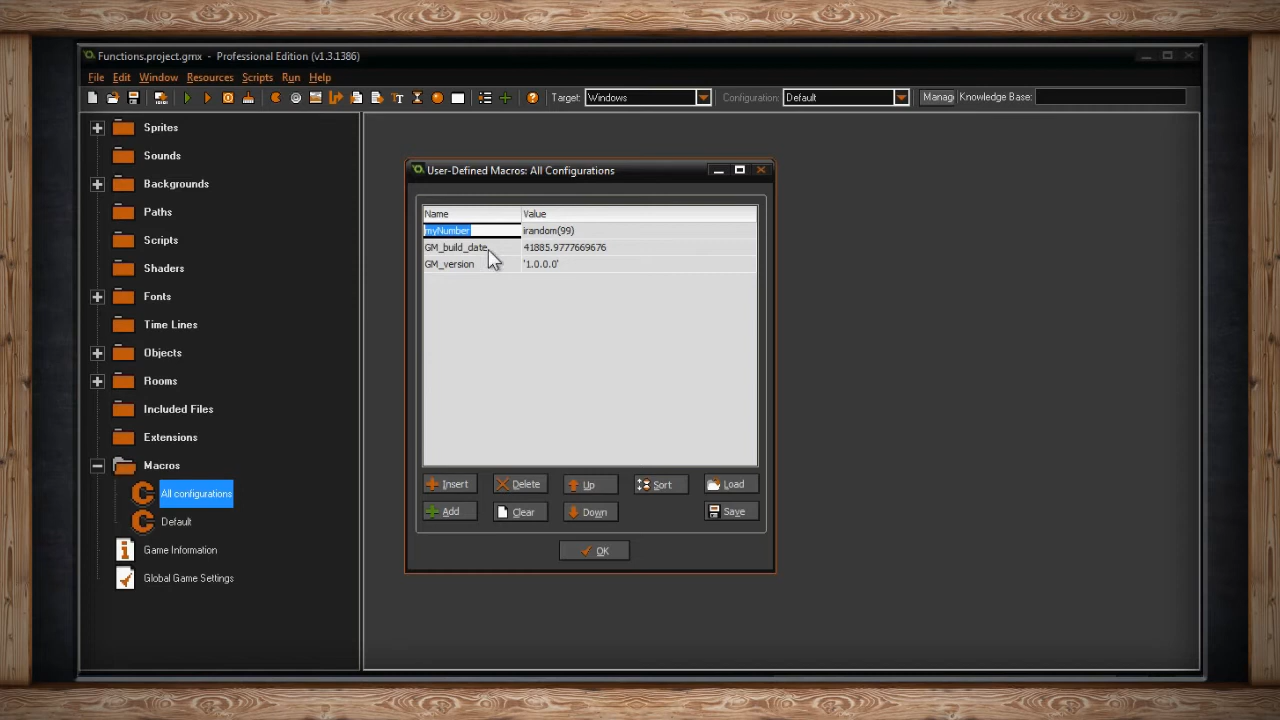 Functions.project.gmx - Professional Edition (v1.3.1386)
File Edit Window Resources Scripts Run Help
Target: Windows Configuration: Default Manag Knowledge Base:
Sprites
Sounds
Backgrounds
Paths
Scripts
Shaders
Fonts
Time Lines
Objects
Rooms
Included Files
Extensions
Macros
All configurations
Default
Game Information
Global Game Settings
User-Defined Macros: All Configurations
Name Value
myNumber irandom(99)
GM_build_date 41885.9777669676
GM_version '1.0.0.0'
Insert Delete Up Sort Load
Add Clear Down Save
OK